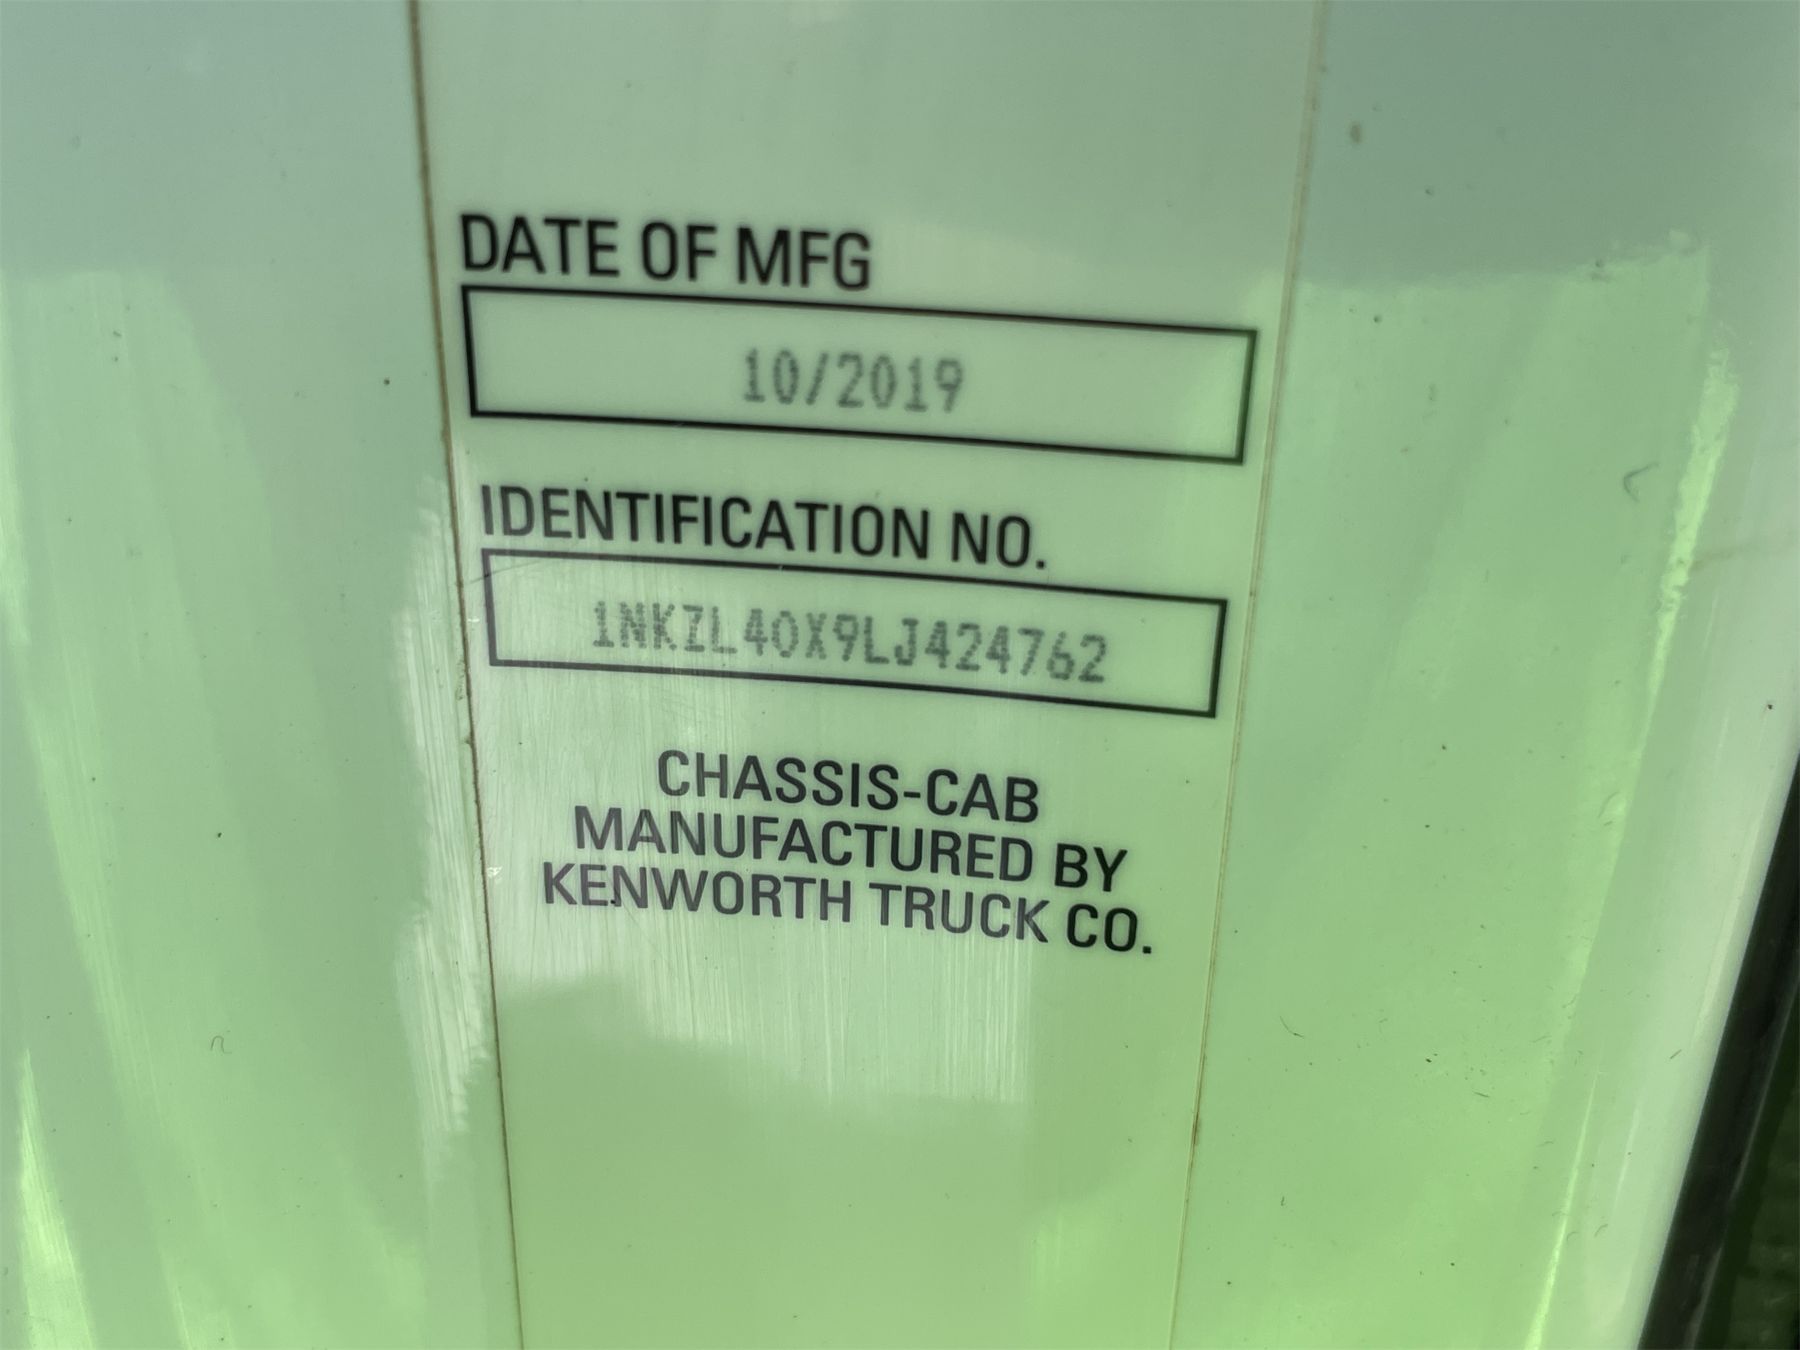 DATE OF MFG
10/2019
IDENTIFICATION NO.
1NKZL40X9LJ424762
CHASSIS-CAB
MANUFACTURED BY
KENWORTH TRUCK CO.